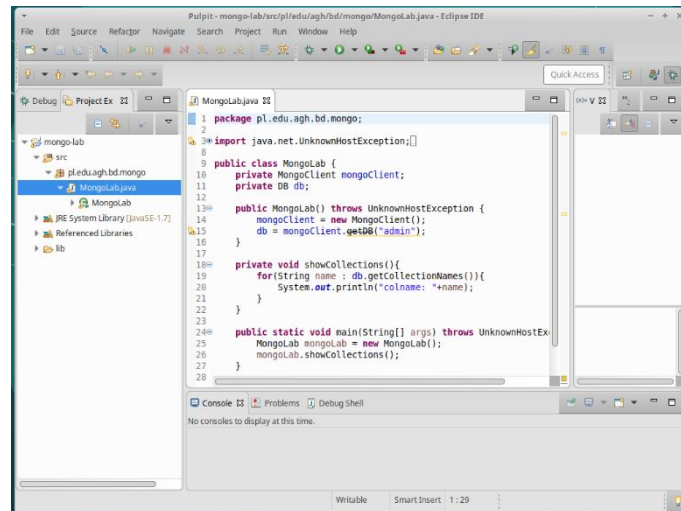 Pulpit - mongo-lab/src/pl/edu/agh/bd/mongo/MongoLab.java - Eclipse IDE
File Edit Source Refactor Navigate Search Project Run Window Help
Quick Access
Debug Project Ex
MongoLab.java
V
mongo-lab
src
pl.edu.agh.bd.mongo
MongoLab.java
MongoLab
JRE System Library [JavaSE-1.7]
Referenced Libraries
lib
1 package pl.edu.agh.bd.mongo;
2
3 import java.net.UnknownHostException;
8
9 public class MongoLab {
10 private MongoClient mongoClient;
11 private DB db;
12
13 public MongoLab() throws UnknownHostException {
14 mongoClient = new MongoClient();
15 db = mongoClient.getDB("admin");
16 }
17
18 private void showCollections(){
19 for(String name : db.getCollectionNames()){
20 System.out.println("colname: "+name);
21 }
22 }
23
24 public static void main(String[] args) throws UnknownHostEx
25 MongoLab mongoLab = new MongoLab();
26 mongoLab.showCollections();
27 }
28
Console Problems Debug Shell
No consoles to display at this time.
Writable Smart Insert 1 : 29